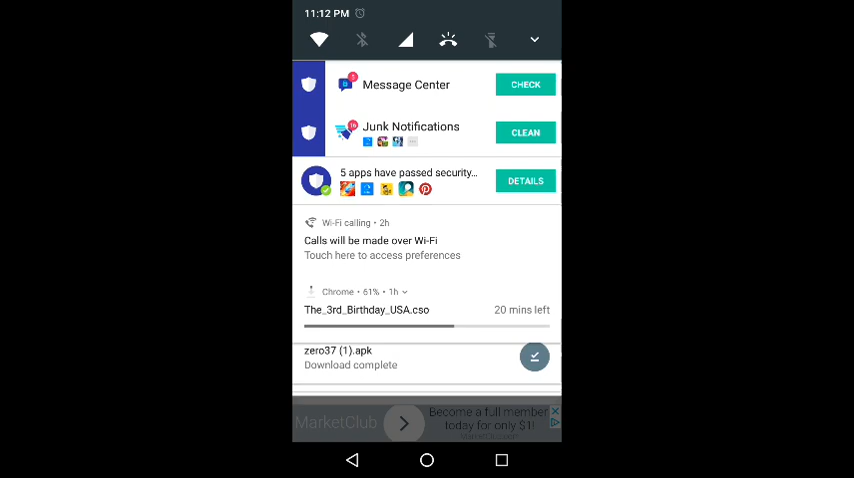 11:12 PM
3
Message Center
CHECK
16
Junk Notifications
CLEAN
5 apps have passed security...
DETAILS
Wi-Fi calling • 2h
Calls will be made over Wi-Fi
Touch here to access preferences
Chrome • 61% • 1h
The_3rd_Birthday_USA.cso
20 mins left
zero37 (1).apk
Download complete
MarketClub
Become a full member
today for only $1!